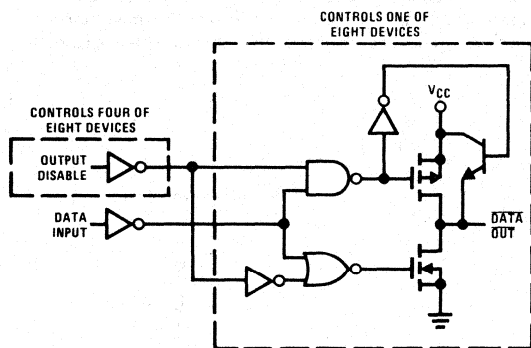 CONTROLS ONE OF
EIGHT DEVICES
CONTROLS FOUR OF
EIGHT DEVICES
OUTPUT
DISABLE
DATA
INPUT
VCC
DATA
OUT